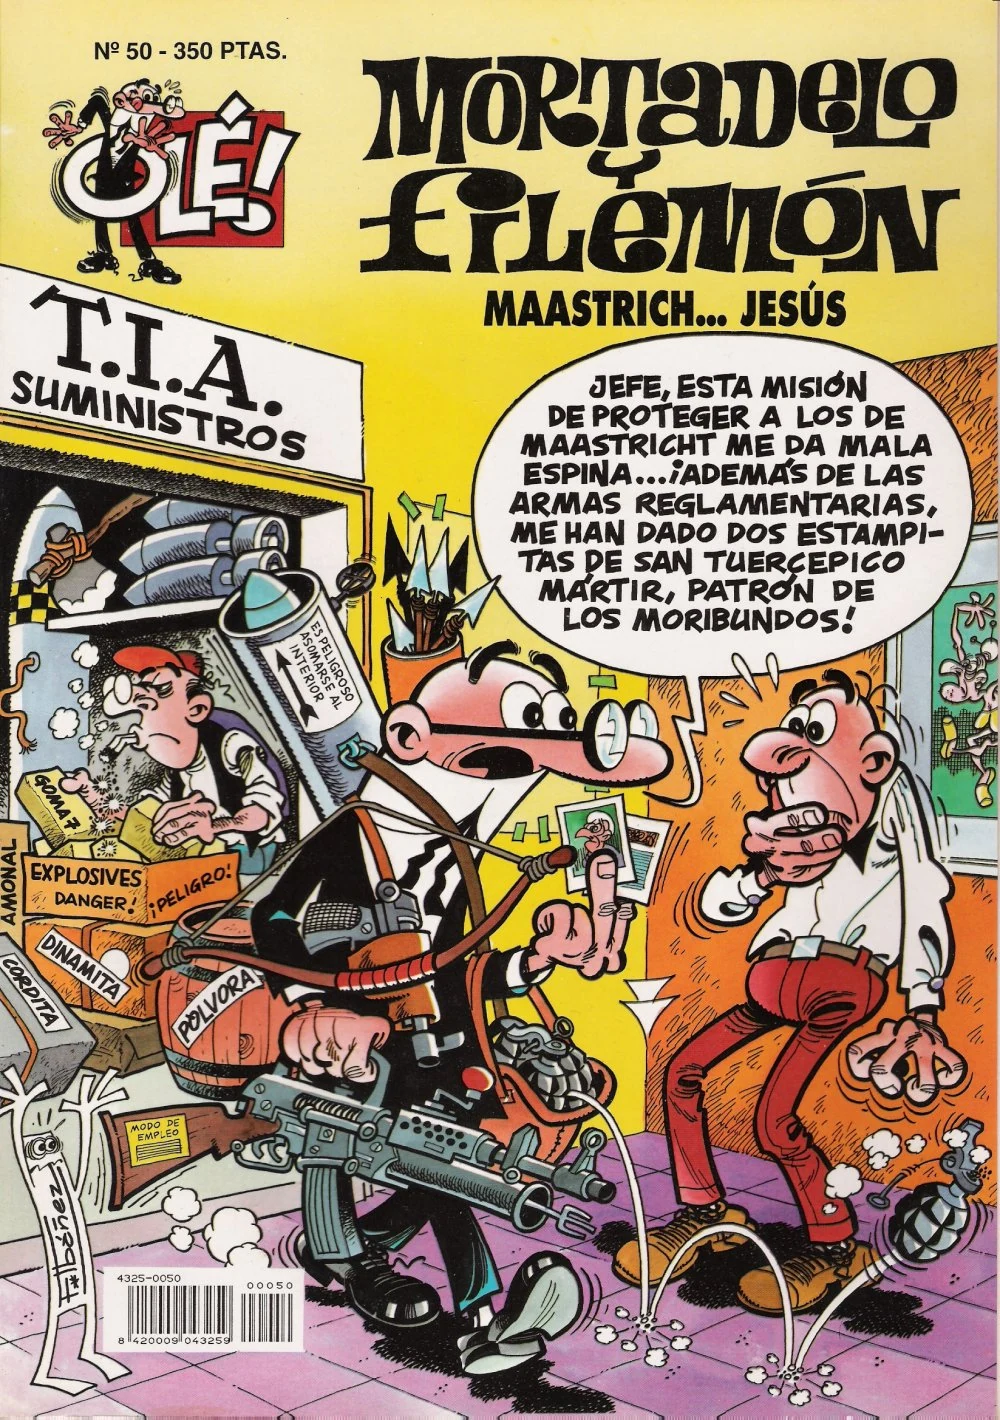 Nº 50 - 350 PTAS.
OLÉ!
MORTADELO
Y
FILEMÓN
MAASTRICH... JESÚS
T.I.A.
SUMINISTROS
JEFE, ESTA MISIÓN
DE PROTEGER A LOS DE
MAASTRICHT ME DA MALA
ESPINA...¡ADEMÁS DE LAS
ARMAS REGLAMENTARIAS,
ME HAN DADO DOS ESTAMPI-
TAS DE SAN TUERCEPICO
MÁRTIR, PATRÓN DE
LOS MORIBUNDOS!
ES PELIGROSO
ASOMARSE AL
INTERIOR
GOMA 7
AMONAL
EXPLOSIVES
DANGER!
¡PELIGRO!
DINAMITA
CORDITA
PÓLVORA
MODO DE
EMPLEO
F. Ibáñez
4325-0050
00050
8 420009 043259